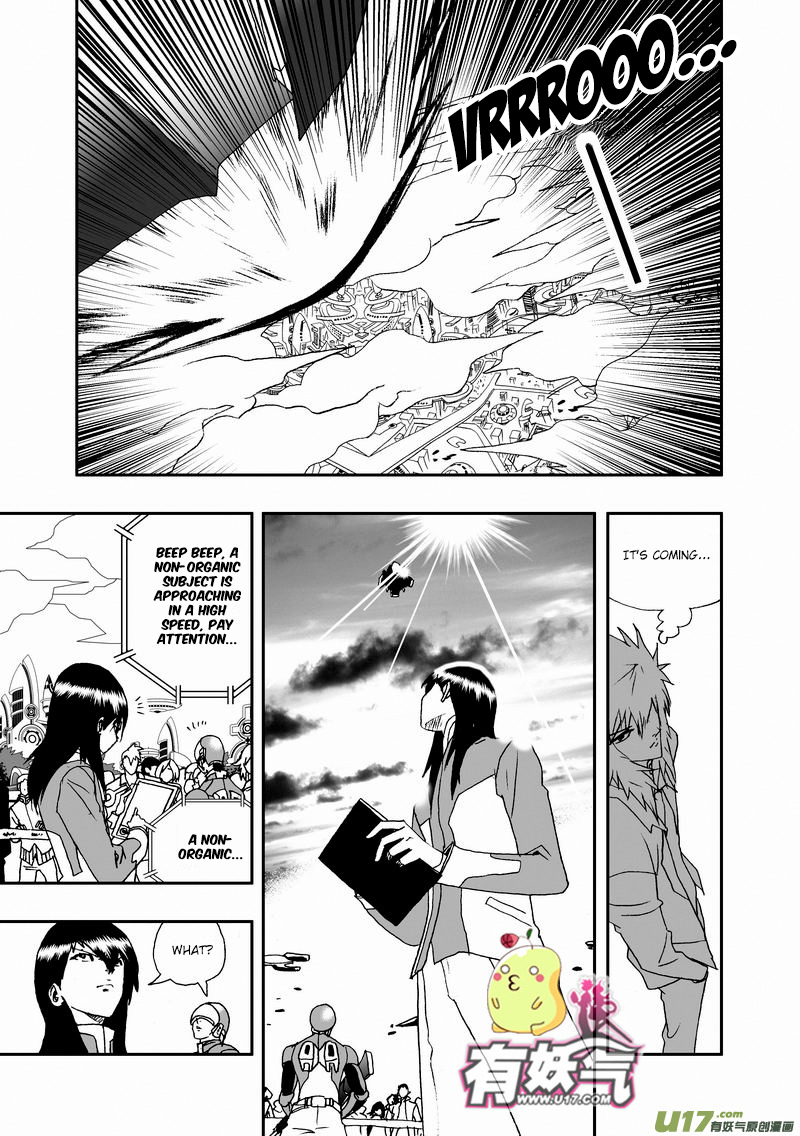 VRRROOO...
IT'S COMING...
BEEP BEEP, A
NON-ORGANIC
SUBJECT IS
APPROACHING
IN A HIGH
SPEED, PAY
ATTENTION...
A NON-
ORGANIC...
WHAT?
有妖气
WWW.U17.COM
U17.COM
有妖气原创漫画